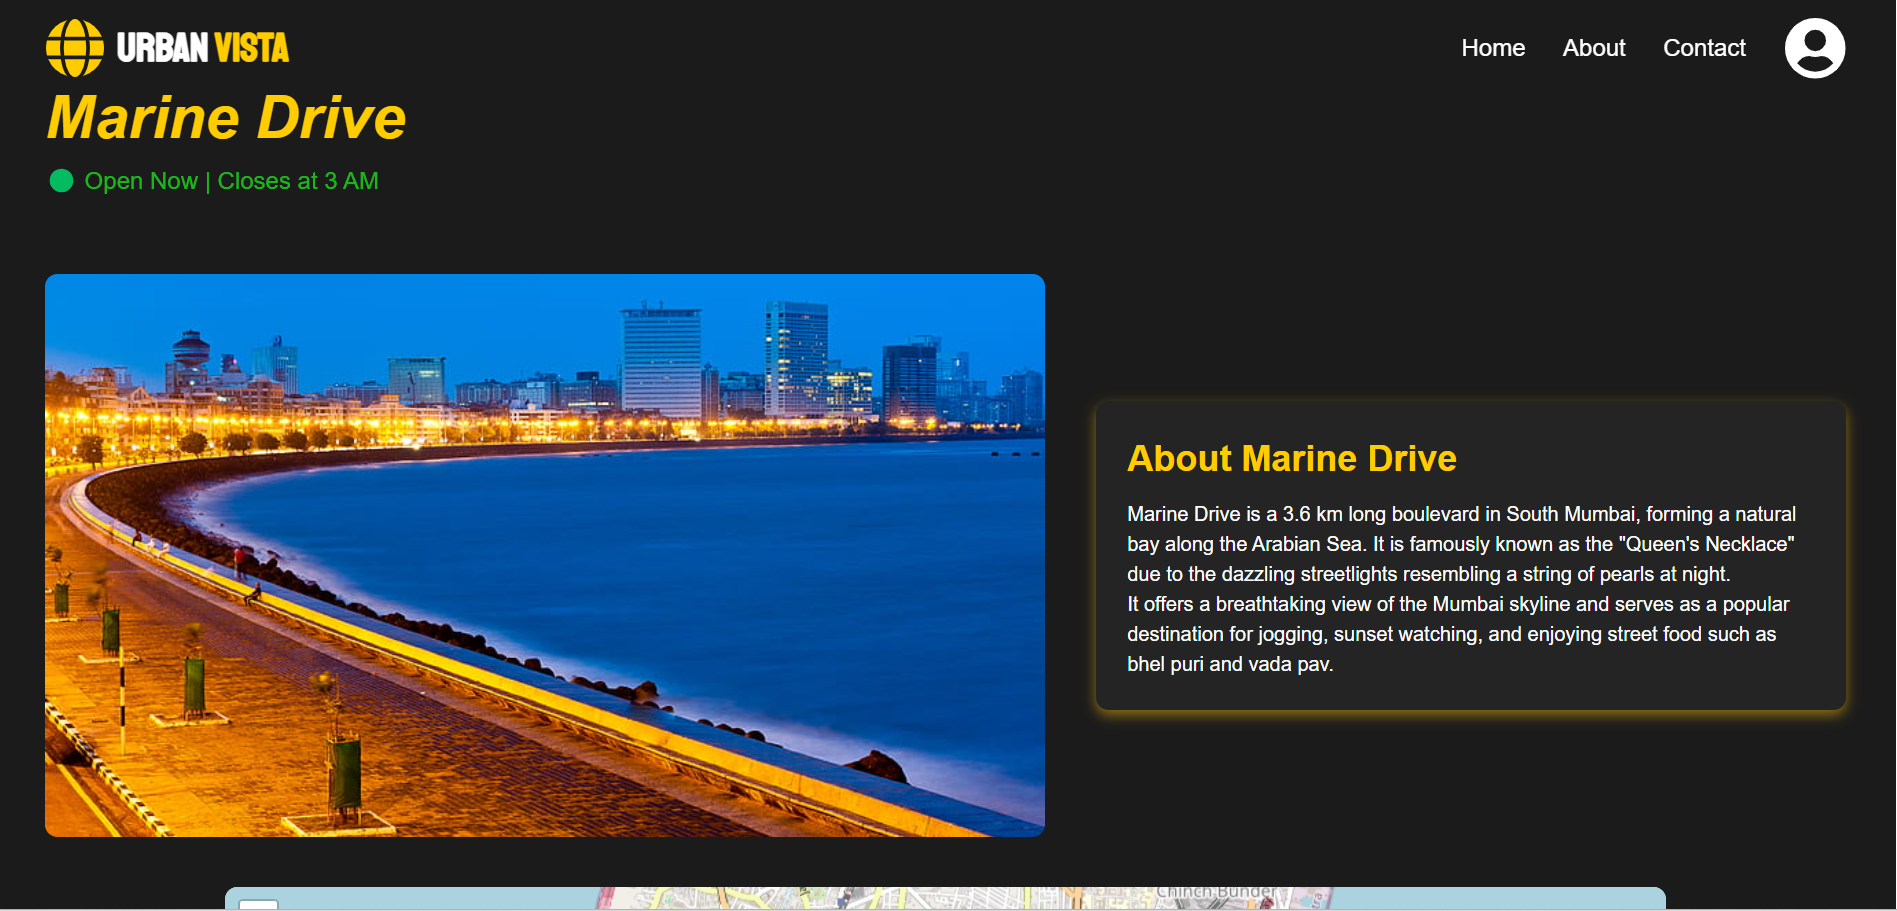 URBAN VISTA
Home
About
Contact
Marine Drive
Open Now | Closes at 3 AM
About Marine Drive
Marine Drive is a 3.6 km long boulevard in South Mumbai, forming a natural
bay along the Arabian Sea. It is famously known as the "Queen's Necklace"
due to the dazzling streetlights resembling a string of pearls at night.
It offers a breathtaking view of the Mumbai skyline and serves as a popular
destination for jogging, sunset watching, and enjoying street food such as
bhel puri and vada pav.
Chinch Bunder